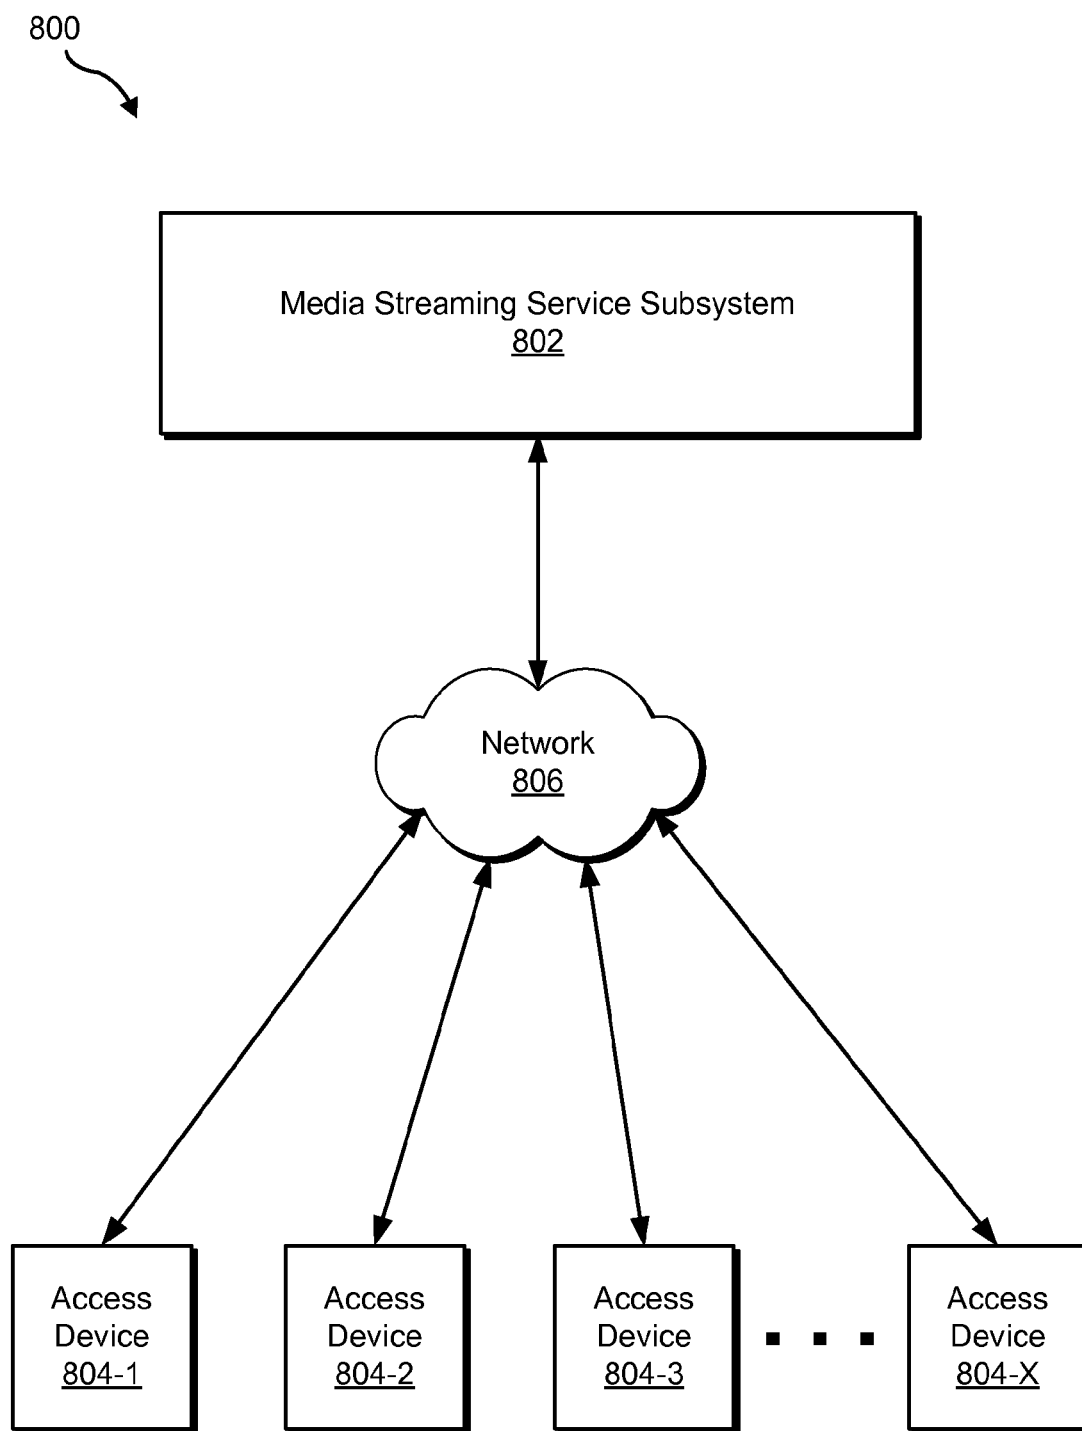 800
Media Streaming Service Subsystem
802
Network
806
Access
Device
804-1
Access
Device
804-2
Access
Device
804-3
Access
Device
804-X